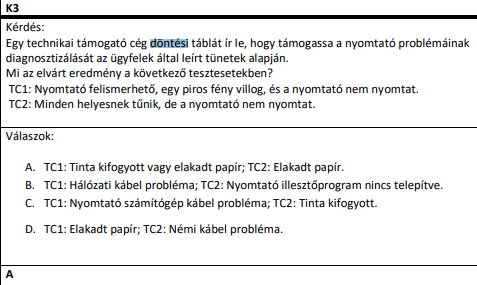 K3
Kérdés:
Egy technikai támogató cég döntési táblát ír le, hogy támogassa a nyomtató problémáinak
diagnosztizálását az ügyfelek által leírt tünetek alapján.
Mi az elvárt eredmény a következő tesztesetekben?
TC1: Nyomtató felismerhető, egy piros fény villog, és a nyomtató nem nyomtat.
TC2: Minden helyesnek tűnik, de a nyomtató nem nyomtat.
Válaszok:
A. TC1: Tinta kifogyott vagy elakadt papír; TC2: Elakadt papír.
B. TC1: Hálózati kábel probléma; TC2: Nyomtató illesztőprogram nincs telepítve.
C. TC1: Nyomtató számítógép kábel probléma; TC2: Tinta kifogyott.
D. TC1: Elakadt papír; TC2: Némi kábel probléma.
A